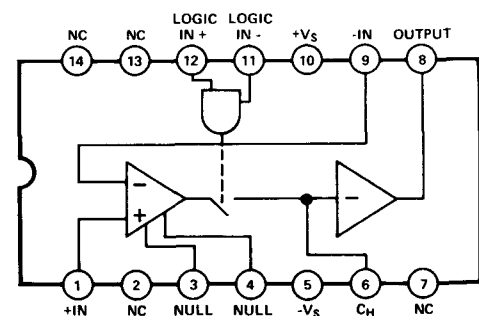 LOGIC LOGIC
NC NC IN + IN - +VS -IN OUTPUT
14 13 12 11 10 9 8
−
+
−
1 2 3 4 5 6 7
+IN NC NULL NULL -VS CH NC